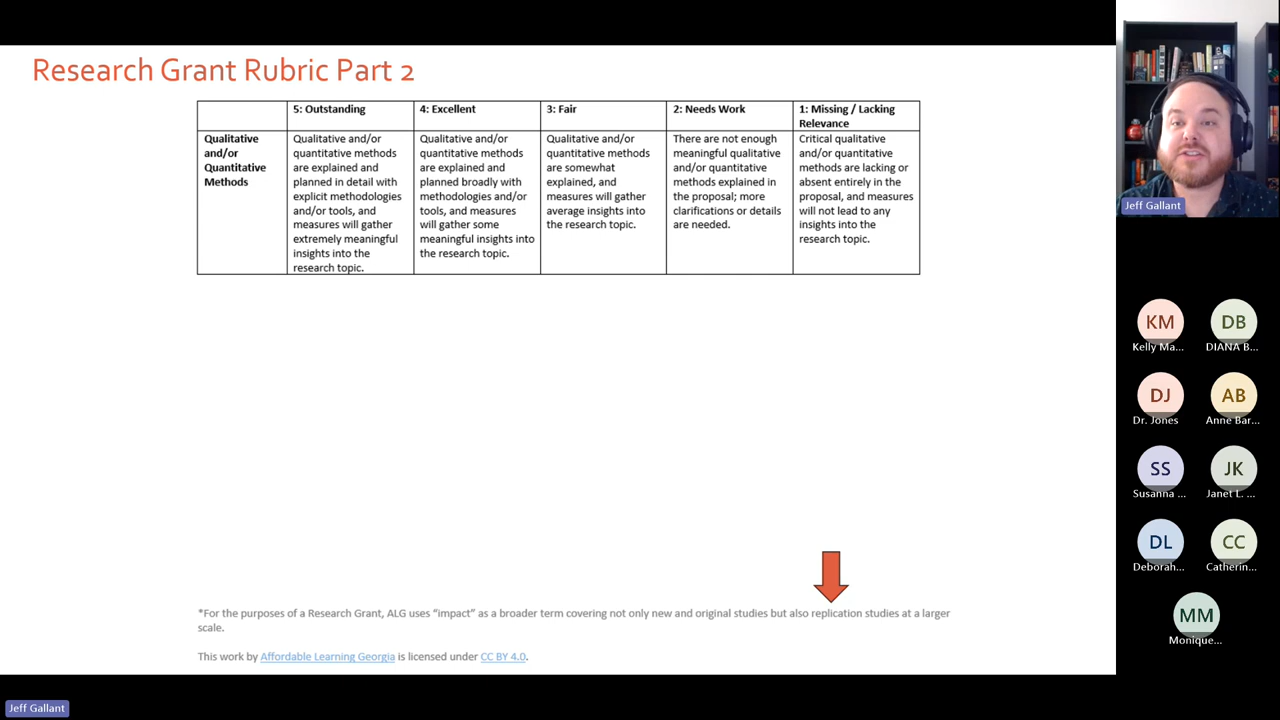 Research Grant Rubric Part 2
5: Outstanding
4: Excellent
3: Fair
2: Needs Work
1: Missing / Lacking
Relevance
Qualitative
and/or
Quantitative
Methods
Qualitative and/or
quantitative methods
are explained and
planned in detail with
explicit methodologies
and/or tools, and
measures will gather
extremely meaningful
insights into the
research topic.
Qualitative and/or
quantitative methods
are explained and
planned broadly with
methodologies and/or
tools, and measures
will gather some
meaningful insights into
the research topic.
Qualitative and/or
quantitative methods
are somewhat
explained, and
measures will gather
average insights into
the research topic.
There are not enough
meaningful qualitative
and/or quantitative
methods explained in
the proposal; more
clarifications or details
are needed.
Critical qualitative
and/or quantitative
methods are lacking or
absent entirely in the
proposal, and measures
will not lead to any
insights into the
research topic.
*For the purposes of a Research Grant, ALG uses “impact” as a broader term covering not only new and original studies but also replication studies at a larger
scale.
This work by Affordable Learning Georgia is licensed under CC BY 4.0.
Jeff Gallant
Jeff Gallant
KM
Kelly Ma...
DB
DIANA B...
DJ
Dr. Jones
AB
Anne Bar...
SS
Susanna ...
JK
Janet L. ...
DL
Deborah...
CC
Catherin...
MM
Monique...